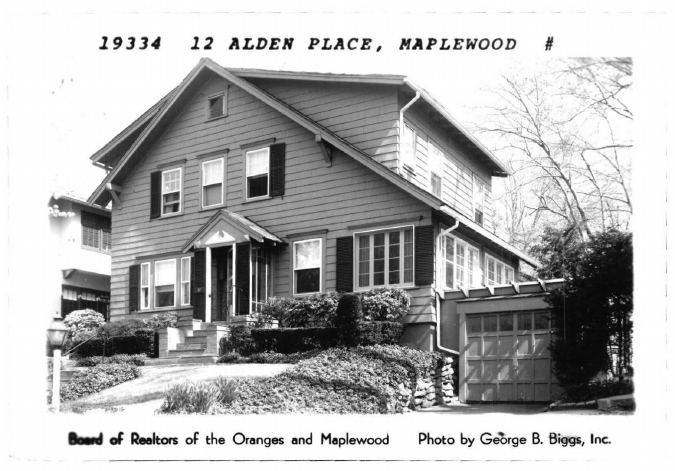 19334 12 ALDEN PLACE, MAPLEWOOD #
Board of Realtors of the Oranges and Maplewood Photo by George B. Biggs, Inc.